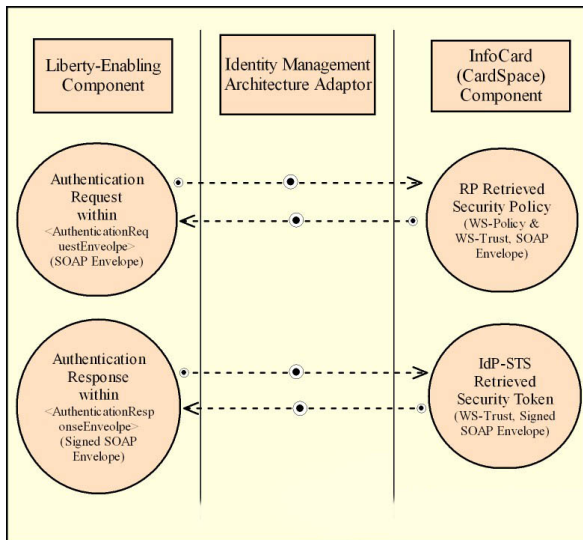 Liberty-Enabling
Component
Identity Management
Architecture Adaptor
InfoCard
(CardSpace)
Component
Authentication
Request
within
<AuthenticationReq
uestEnveolpe>
(SOAP Envelope)
RP Retrieved
Security Policy
(WS-Policy &
WS-Trust, SOAP
Envelope)
Authentication
Response
within
<AuthenticationResp
onseEnveolpe>
(Signed SOAP
Envelope)
IdP-STS
Retrieved
Security Token
(WS-Trust, Signed
SOAP Envelope)